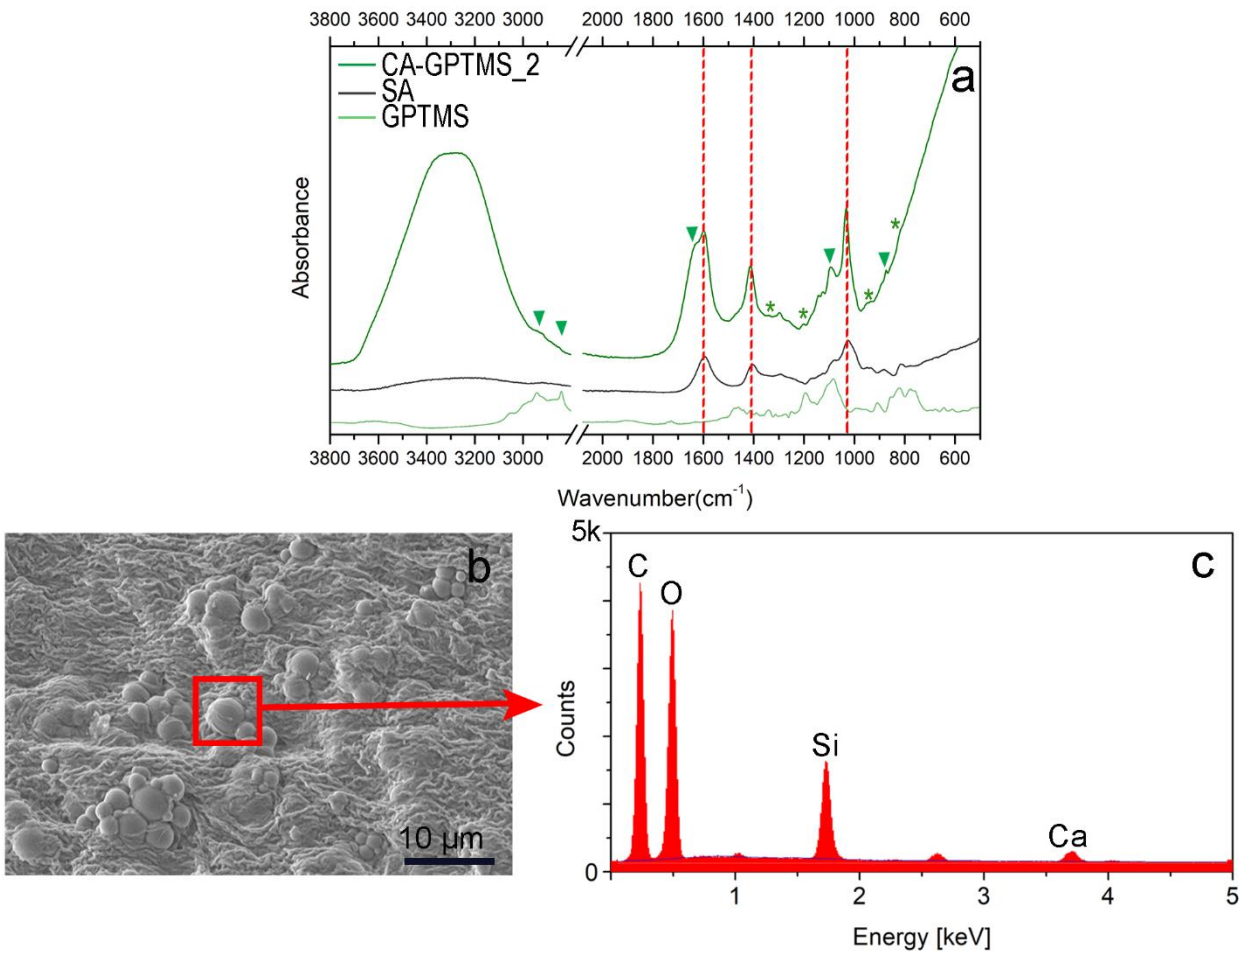 3800 3600 3400 3200 3000 2000 1800 1600 1400 1200 1000 800 600
CA-GPTMS_2
SA
GPTMS
a
Absorbance
* * * *
3800 3600 3400 3200 3000 2000 1800 1600 1400 1200 1000 800 600
Wavenumber(cm⁻¹)
b
10 µm
5k
C
O
Si
Ca
c
Counts
0
1 2 3 4 5
Energy [keV]